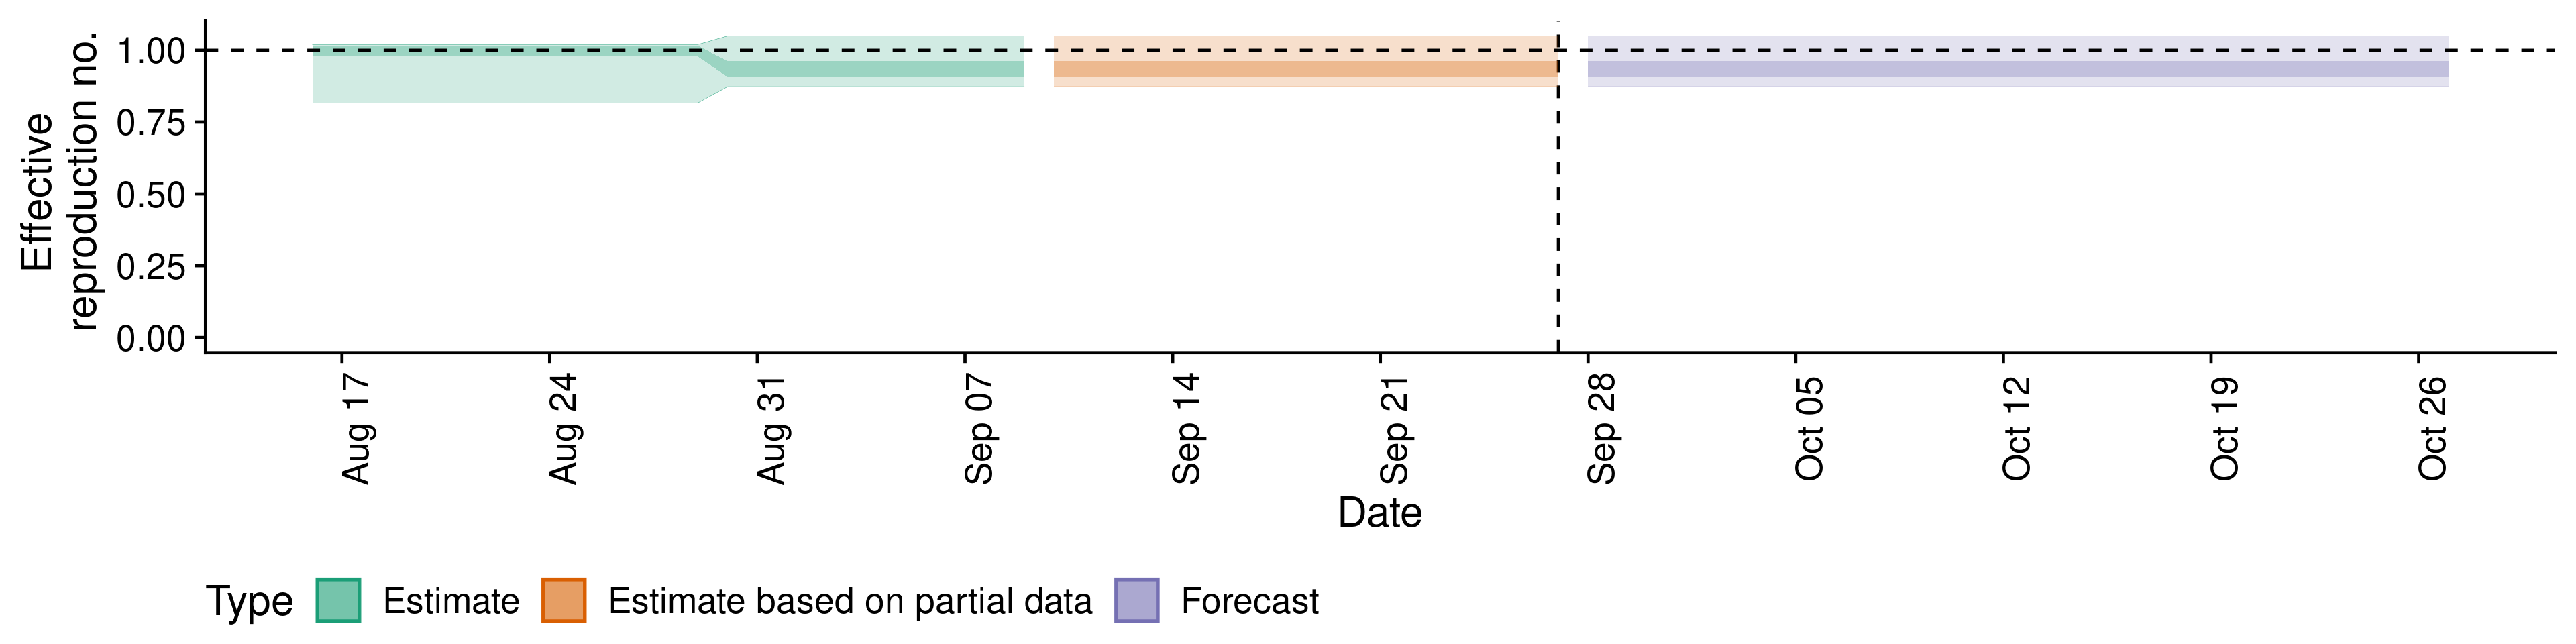 Effective
reproduction no.
1.00
0.75
0.50
0.25
0.00
Aug 17
Aug 24
Aug 31
Sep 07
Sep 14
Sep 21
Sep 28
Oct 05
Oct 12
Oct 19
Oct 26
Date
Type Estimate Estimate based on partial data Forecast